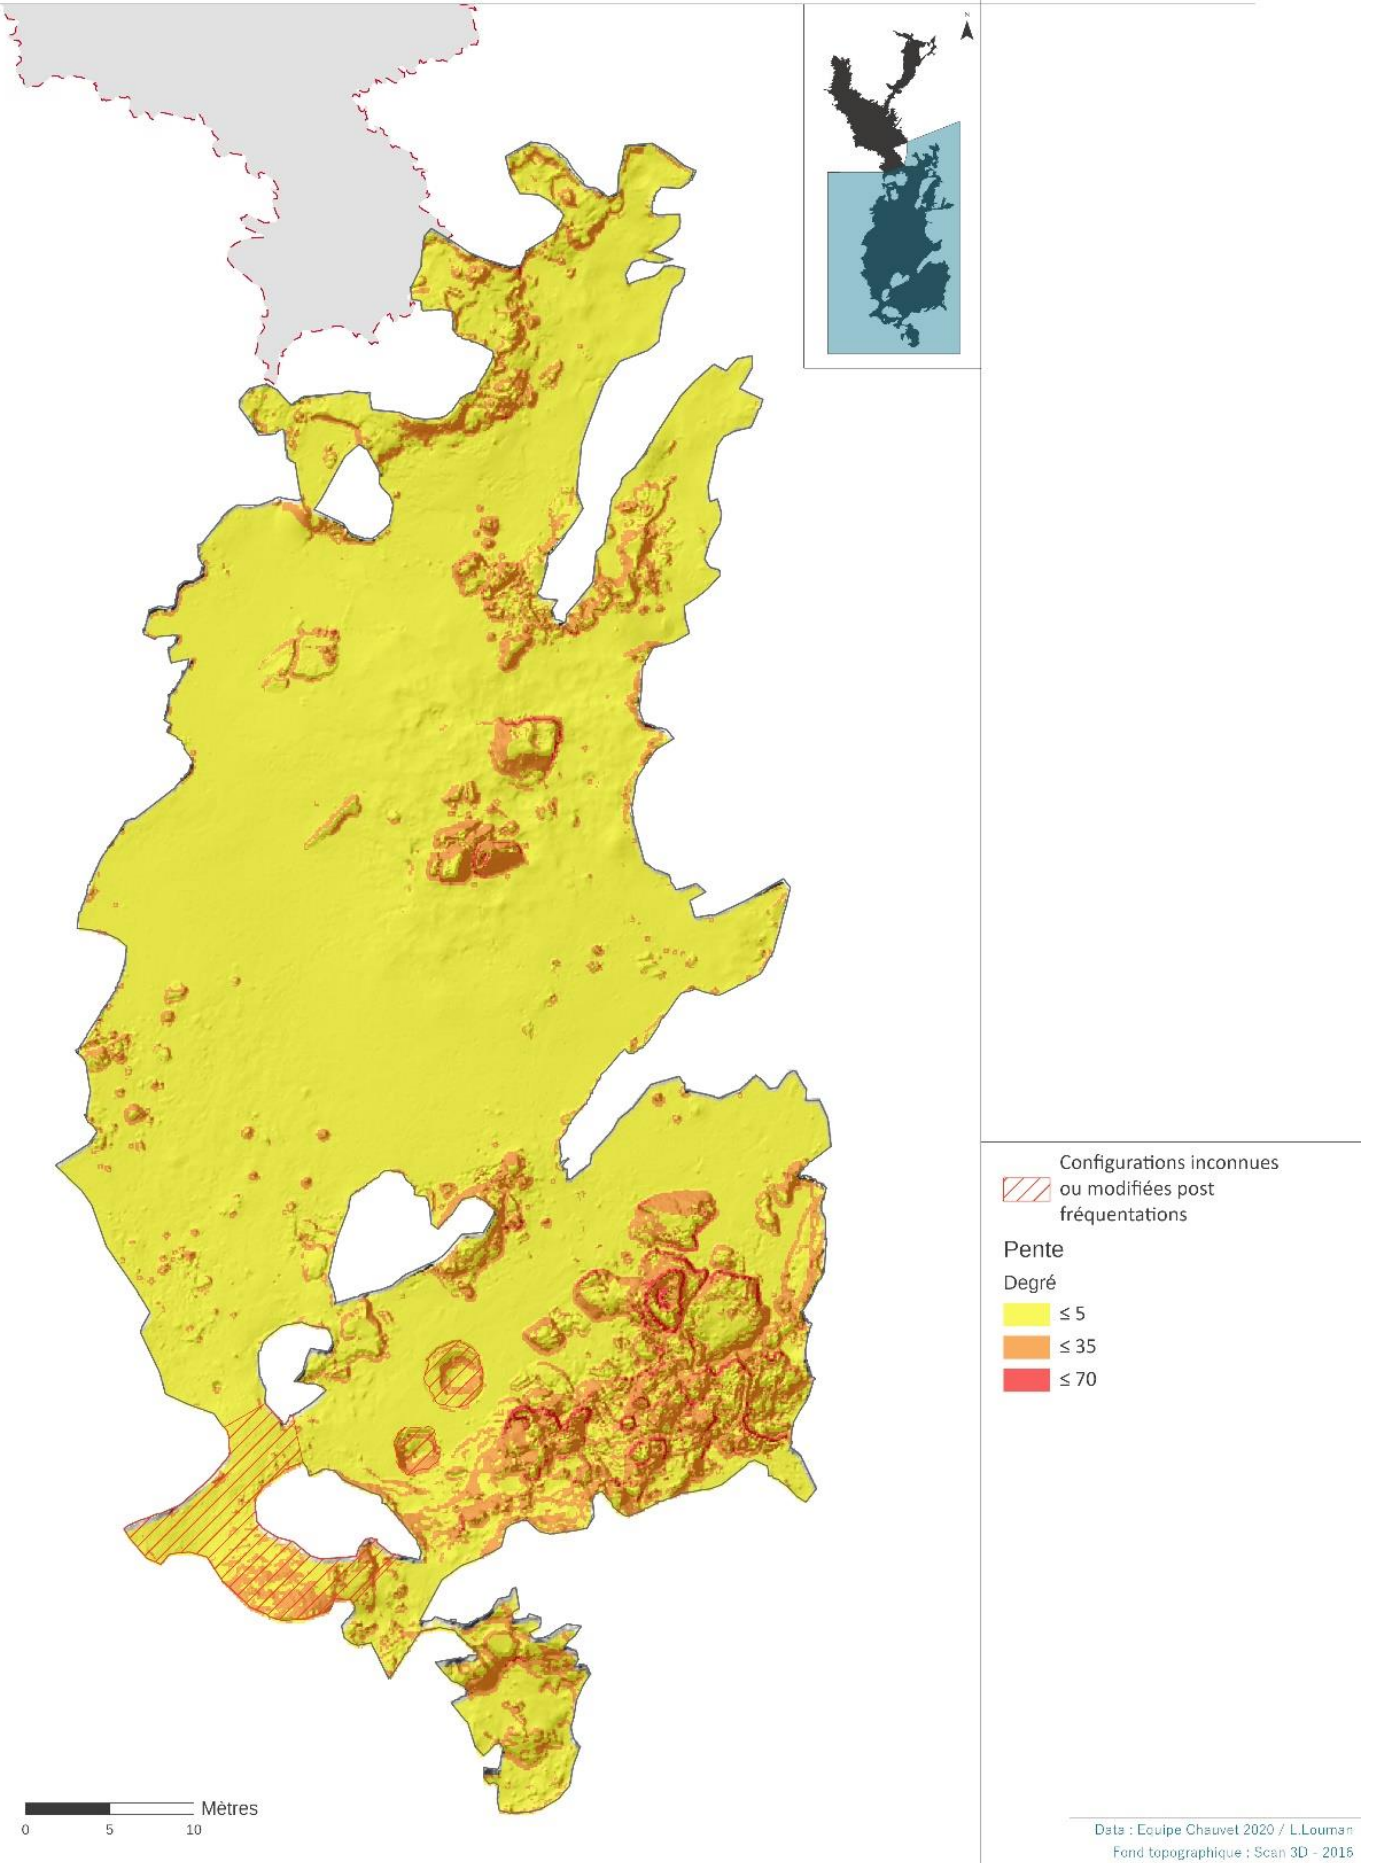 N
Configurations inconnues
ou modifiées post
fréquentations
Pente
Degré
≤ 5
≤ 35
≤ 70
Mètres
0 5 10
Data : Equipe Chauvet 2020 / L.Louman
Fond topographique : Scan 3D - 2016